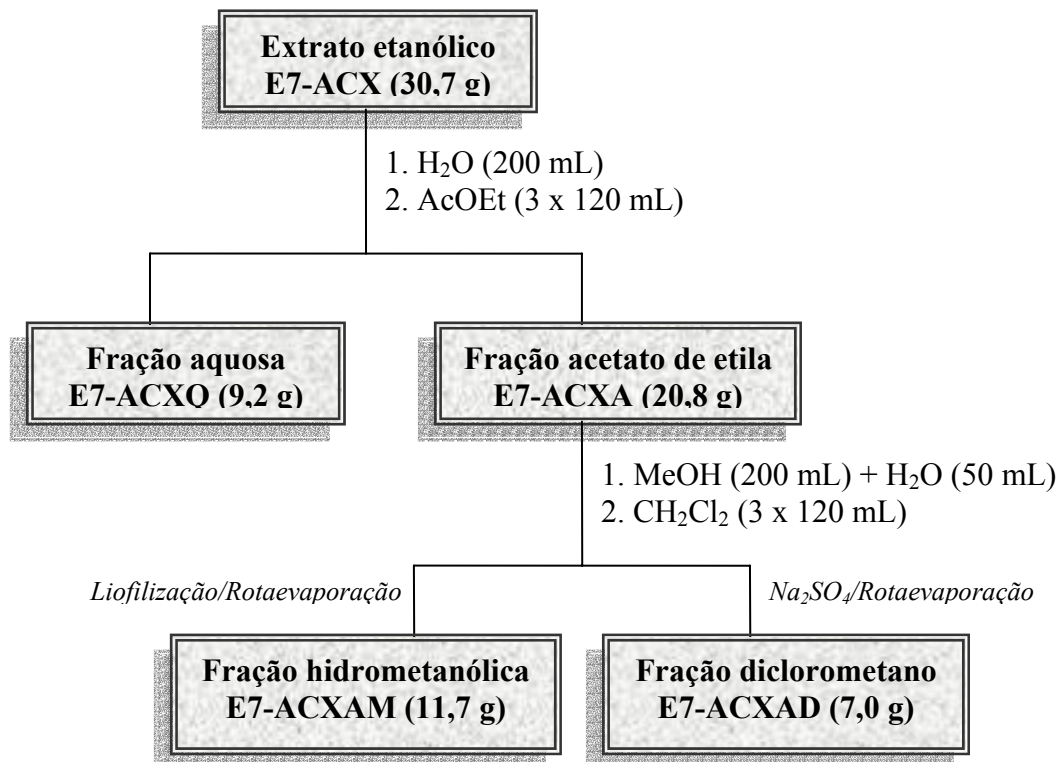 Extrato etanólico
E7-ACX (30,7 g)
1. H₂O (200 mL)
2. AcOEt (3 x 120 mL)
Fração aquosa
E7-ACXQ (9,2 g)
Fração acetato de etila
E7-ACXA (20,8 g)
1. MeOH (200 mL) + H₂O (50 mL)
2. CH₂Cl₂ (3 x 120 mL)
Liofilização/Rotaevaporação
Na₂SO₄/Rotaevaporação
Fração hidrometanólica
E7-ACXAM (11,7 g)
Fração diclorometano
E7-ACXAD (7,0 g)